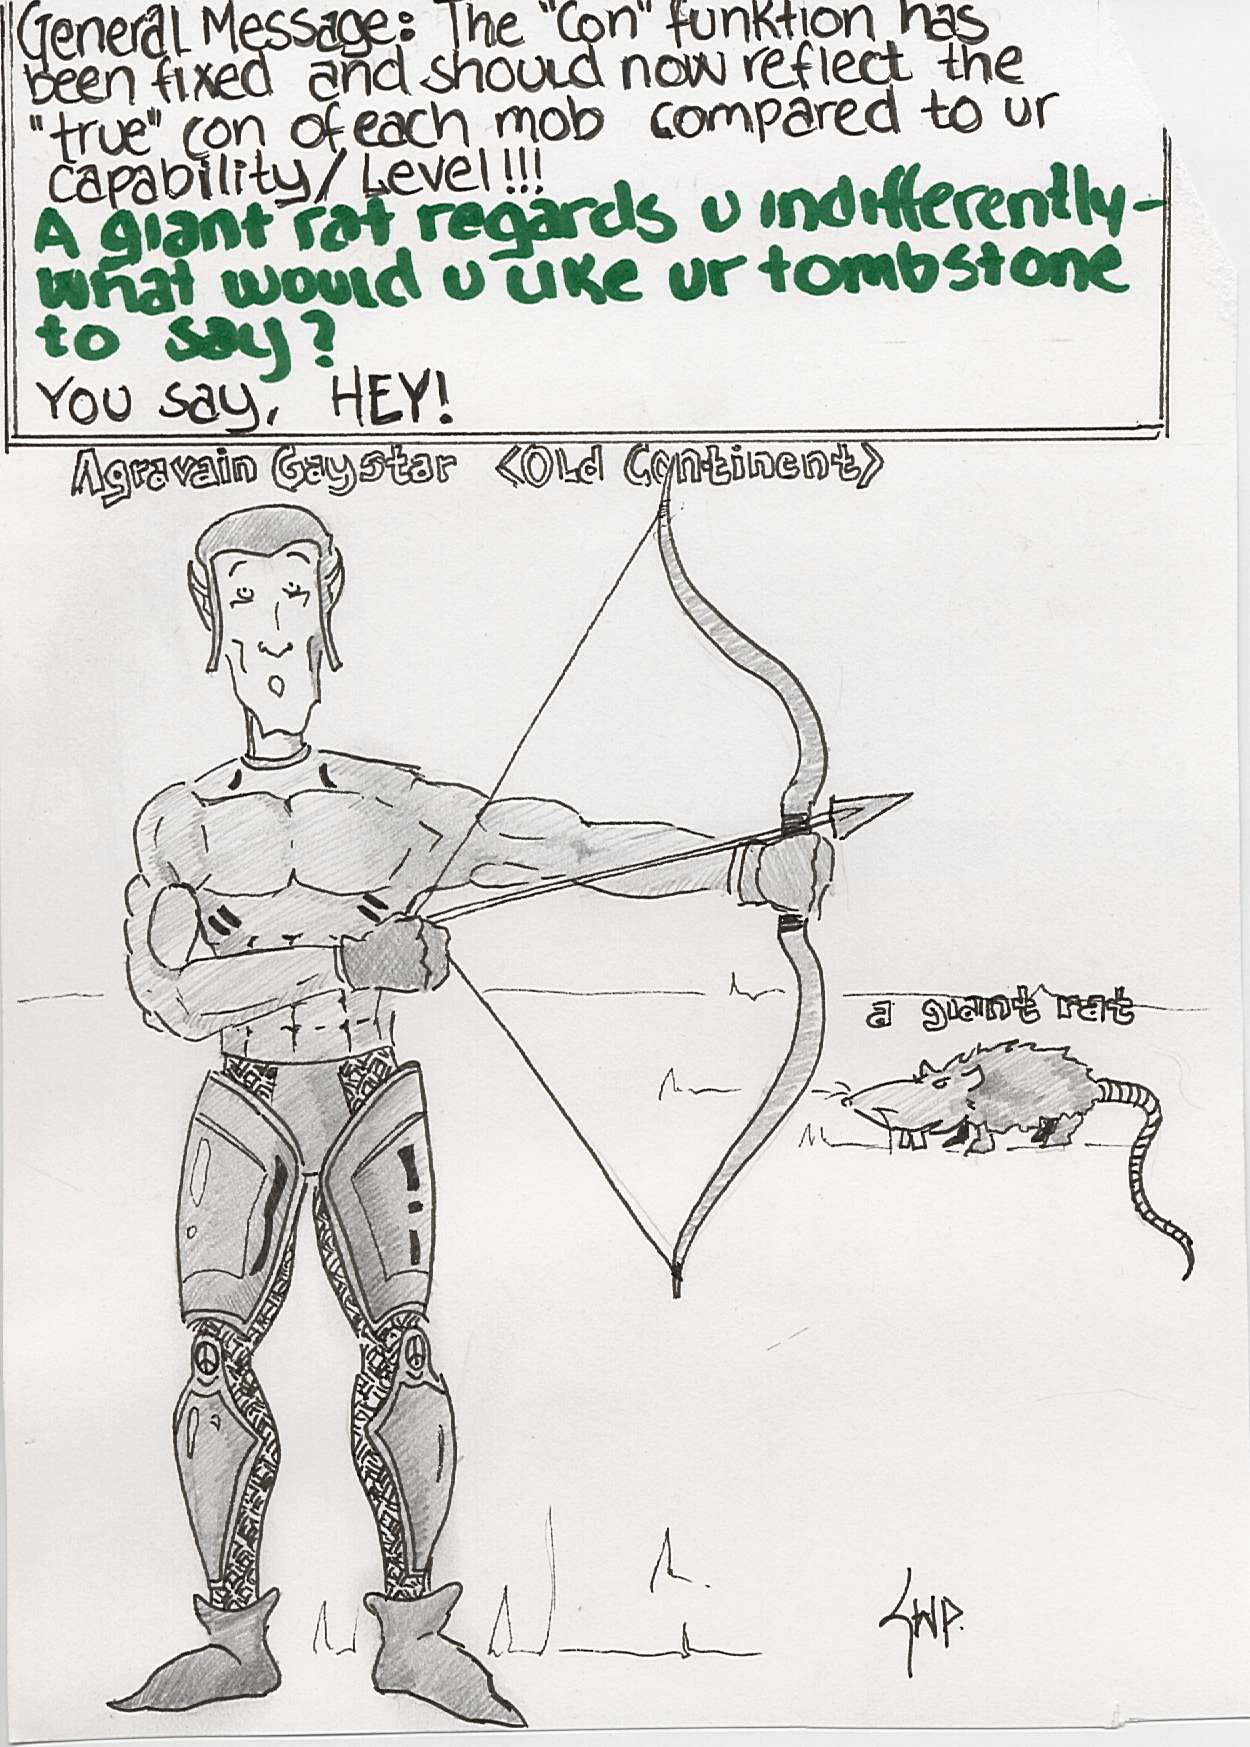 General Message: The "Con" funktion has
been fixed and should now reflect the
"true" con of each mob compared to ur
capability/Level!!!
A giant rat regards u indifferently-
what would u like ur tombstone
to say?
You say, HEY!
Agravain Gaystar <Old Continent>
a giant rat
SWP.